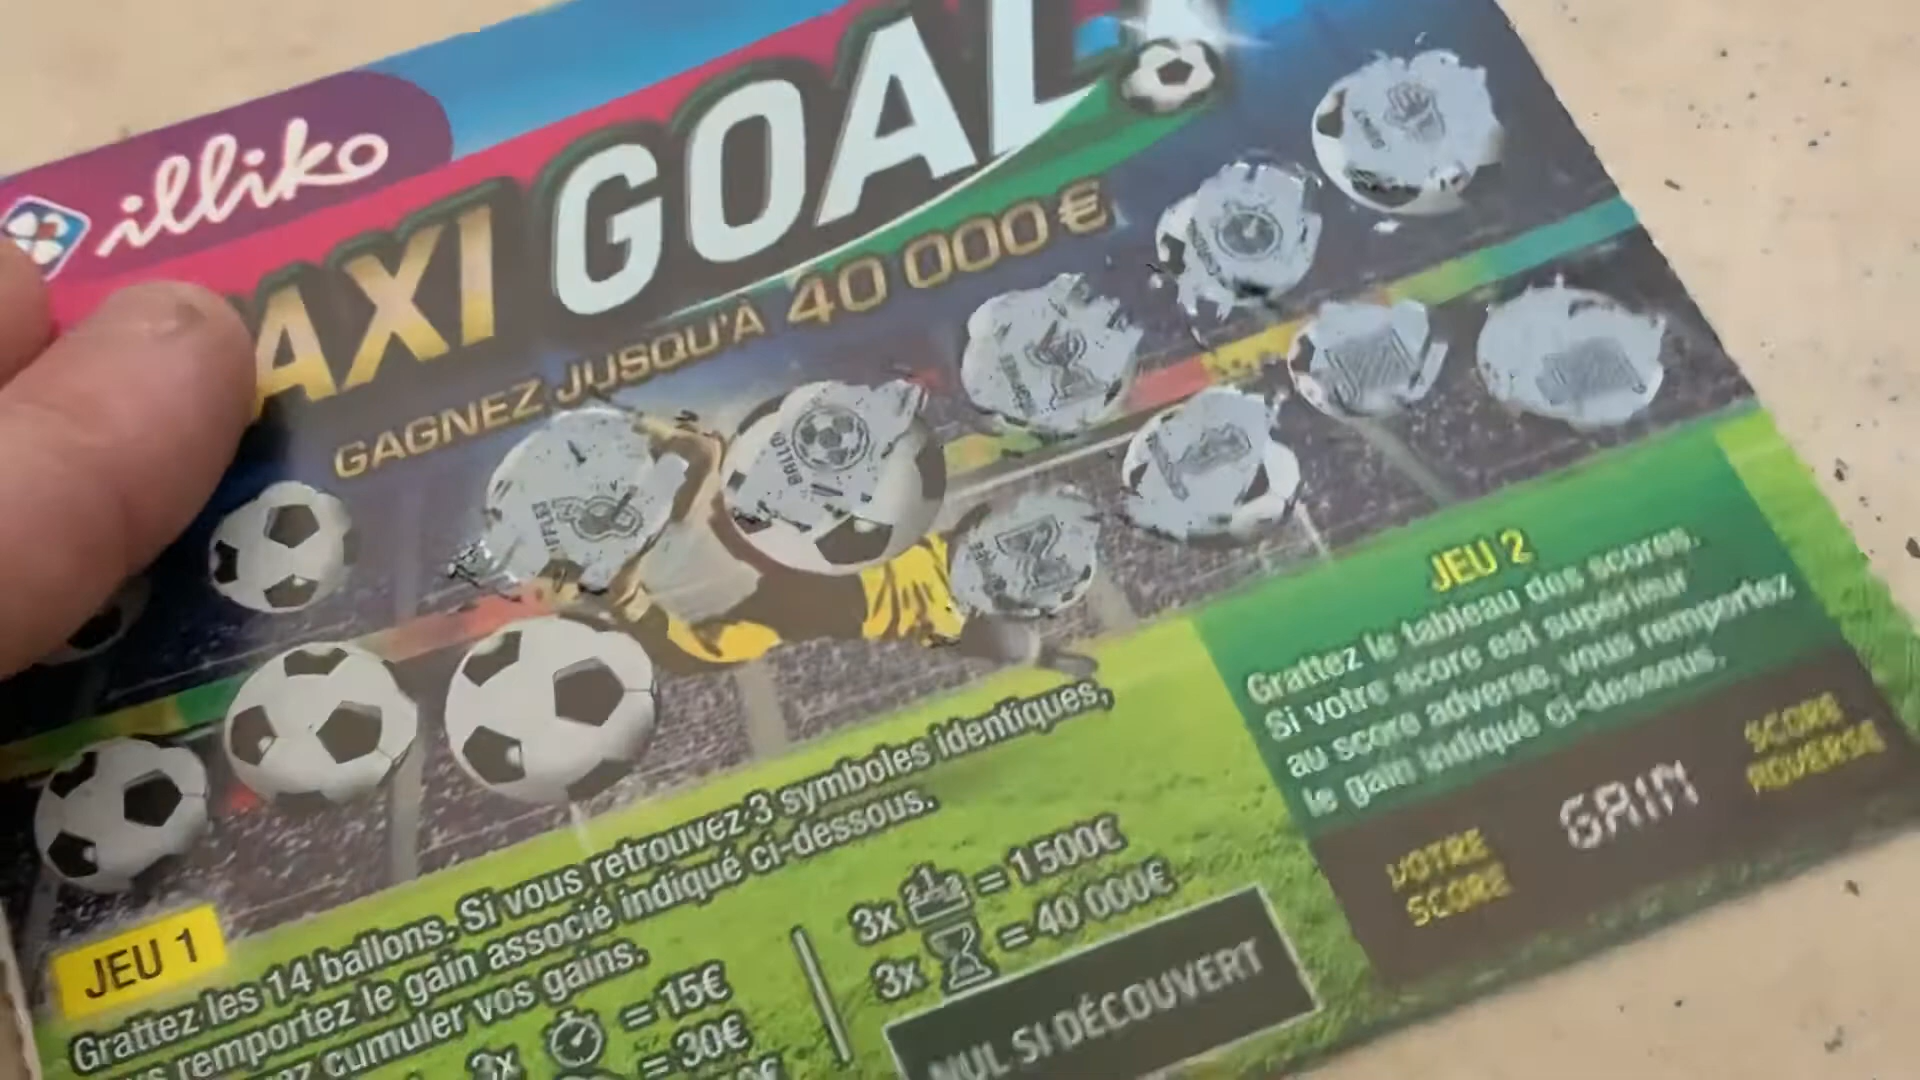 illiko
AXI GOAL!
GAGNEZ JUSQU'À 40 000 €
BALLO
JEU 1
Grattez les 14 ballons. Si vous retrouvez 3 symboles identiques,
remportez le gain associé indiqué ci-dessous.
cumuler vos gains.
3x = 15€
= 30€
3x = 1 500€
3x = 40 000€
NUL SI DÉCOUVERT
JEU 2
Grattez le tableau des scores.
Si votre score est supérieur
au score adverse, vous remportez
le gain indiqué ci-dessous.
VOTRE SCORE
GAIN
SCORE ADVERSE